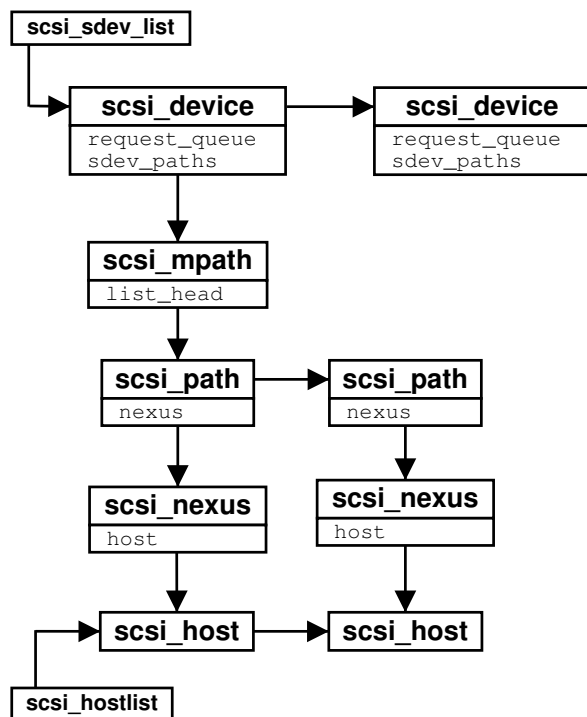 scsi_sdev_list
scsi_device
request_queue
sdev_paths
scsi_device
request_queue
sdev_paths
scsi_mpath
list_head
scsi_path
nexus
scsi_path
nexus
scsi_nexus
host
scsi_nexus
host
scsi_host
scsi_host
scsi_hostlist